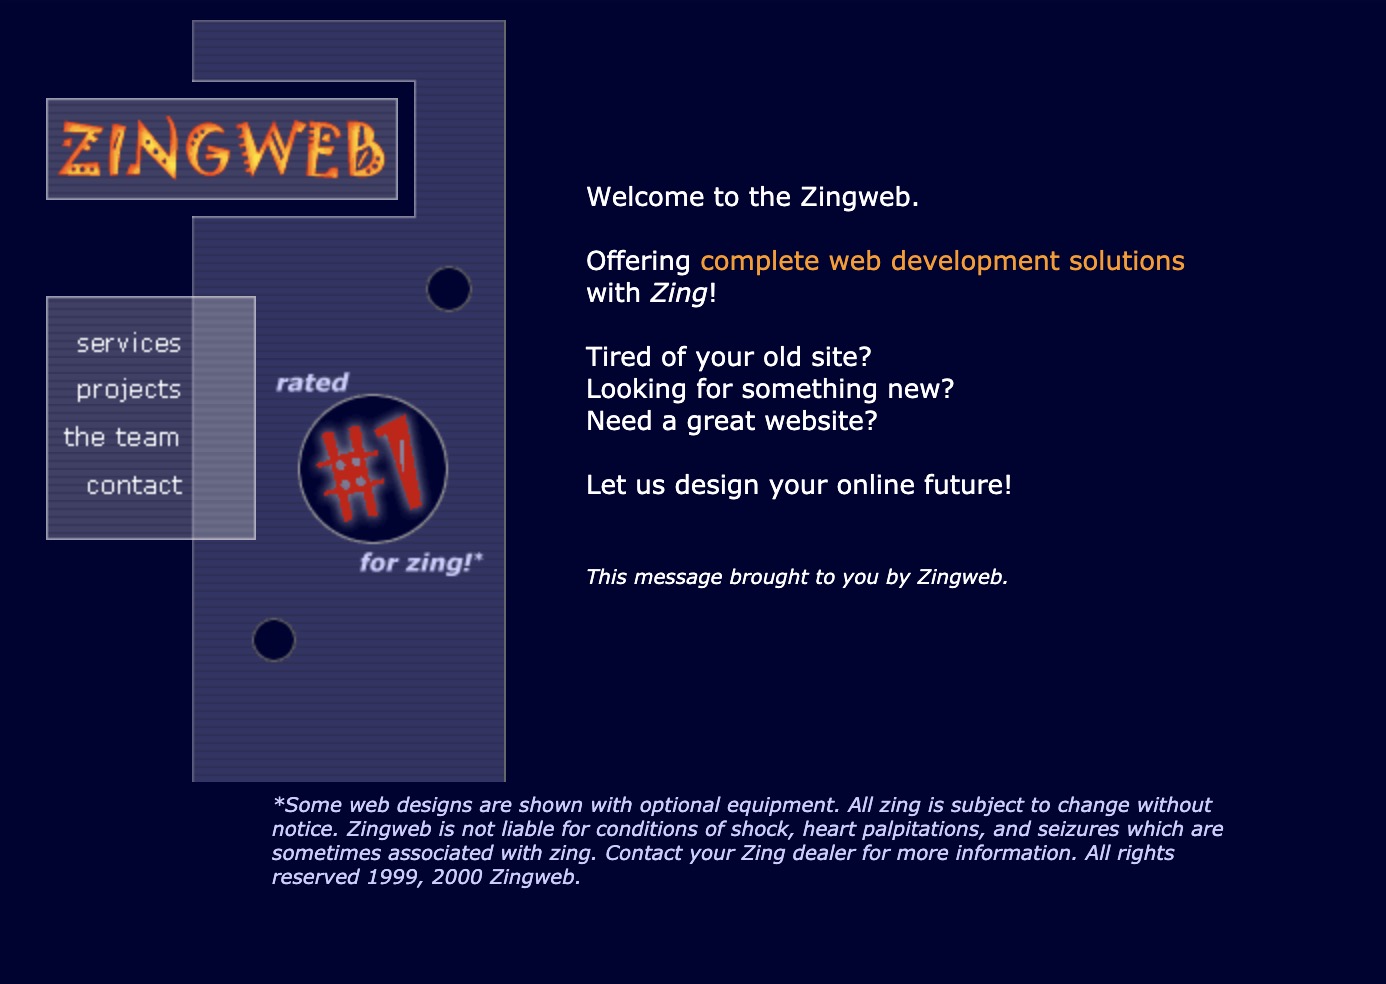 ZINGWEB
services
projects
the team
contact
rated
#1
for zing!*
Welcome to the Zingweb.
Offering complete web development solutions
with Zing!
Tired of your old site?
Looking for something new?
Need a great website?
Let us design your online future!
This message brought to you by Zingweb.
*Some web designs are shown with optional equipment. All zing is subject to change without
notice. Zingweb is not liable for conditions of shock, heart palpitations, and seizures which are
sometimes associated with zing. Contact your Zing dealer for more information. All rights
reserved 1999, 2000 Zingweb.